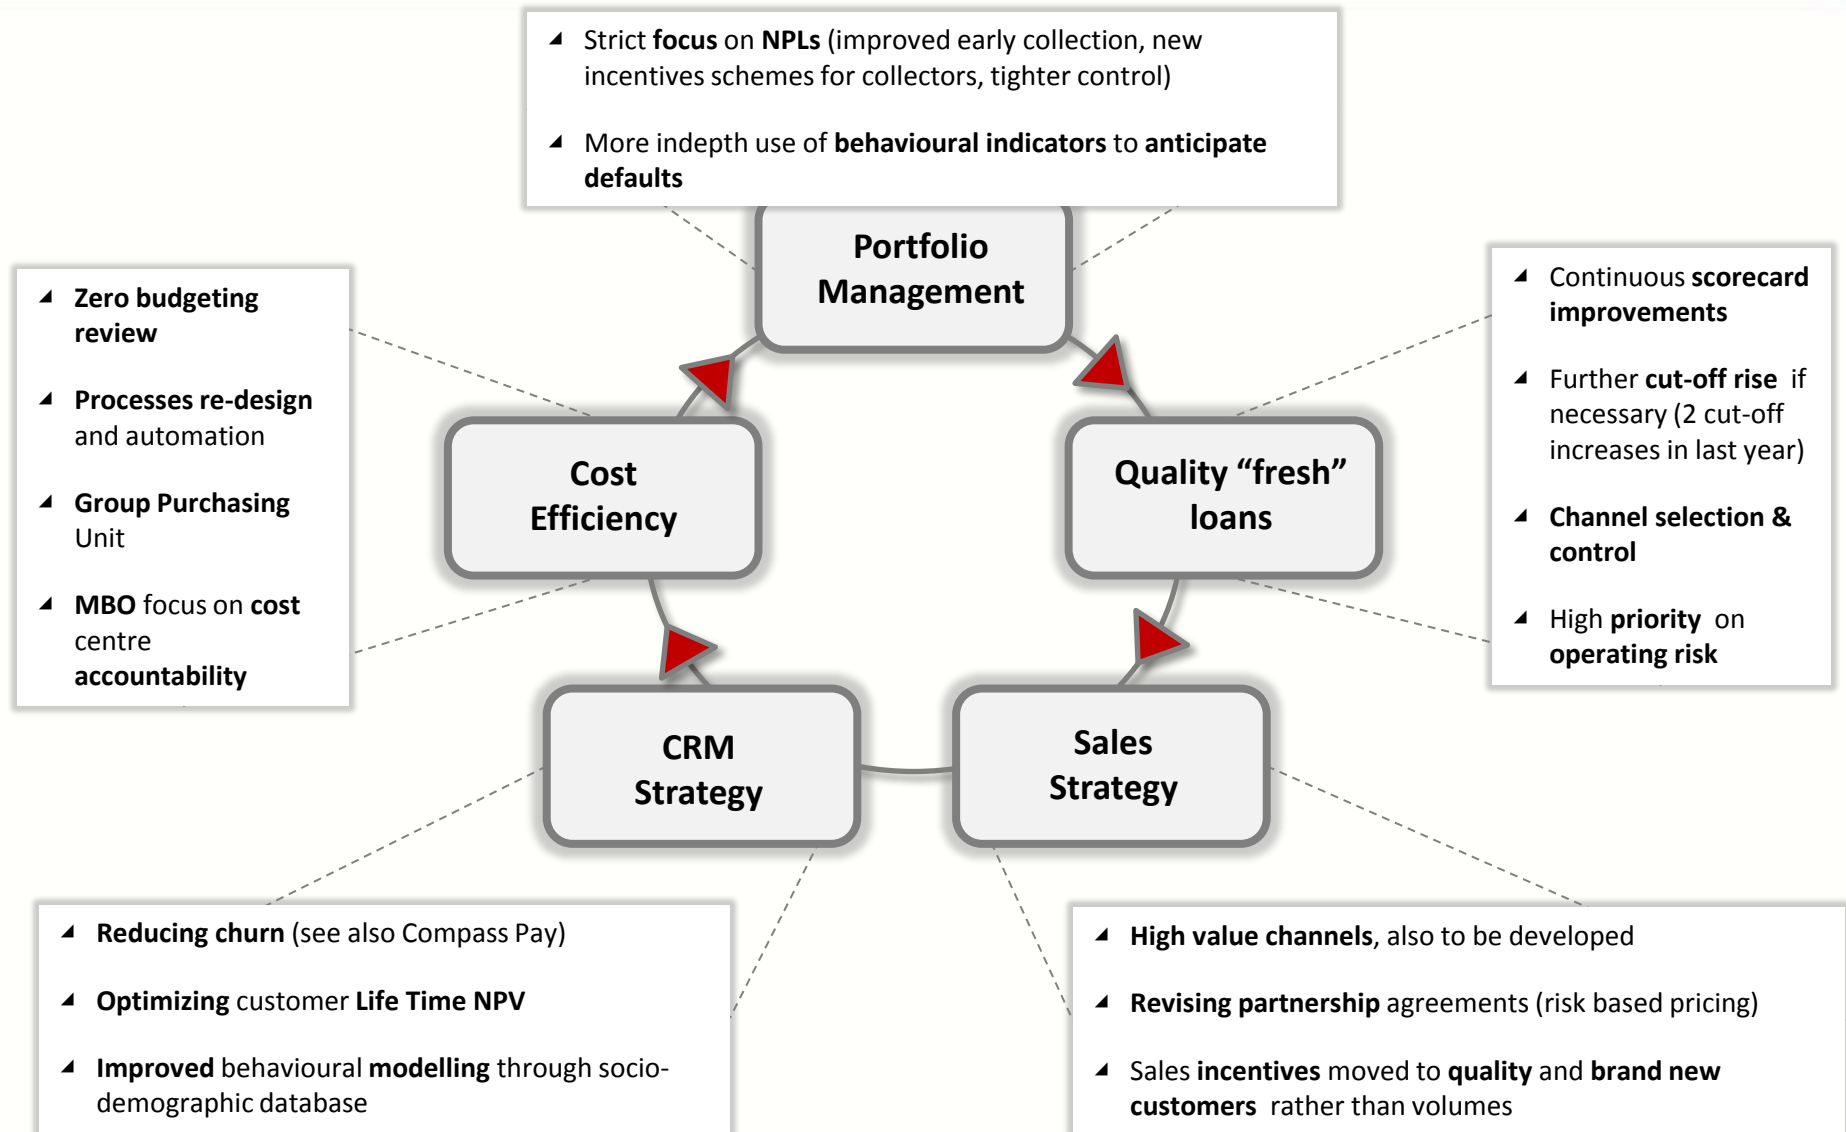 Strict focus on NPLs (improved early collection, new
incentives schemes for collectors, tighter control)
More indepth use of behavioural indicators to anticipate
defaults
Portfolio
Management
Zero budgeting
review
Processes re-design
and automation
Group Purchasing
Unit
MBO focus on cost
centre
accountability
Cost
Efficiency
Quality “fresh”
loans
Continuous scorecard
improvements
Further cut-off rise if
necessary (2 cut-off
increases in last year)
Channel selection &
control
High priority on
operating risk
CRM
Strategy
Sales
Strategy
Reducing churn (see also Compass Pay)
Optimizing customer Life Time NPV
Improved behavioural modelling through socio-
demographic database
High value channels, also to be developed
Revising partnership agreements (risk based pricing)
Sales incentives moved to quality and brand new
customers rather than volumes